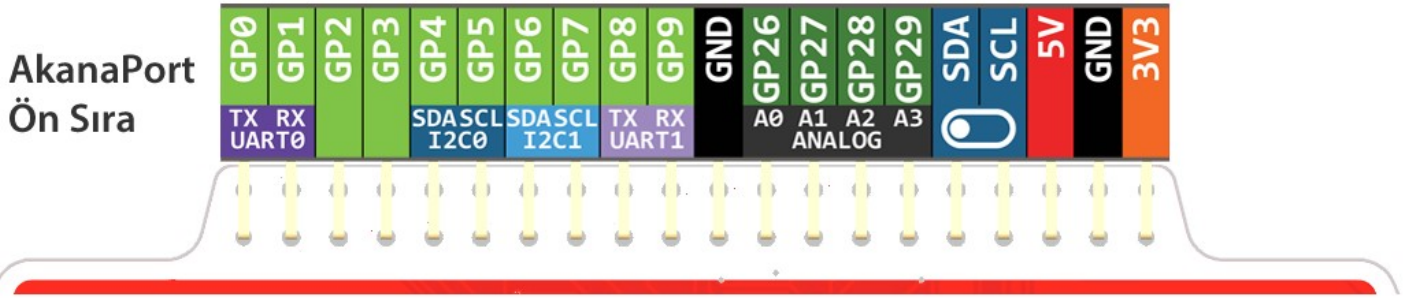 AkanaPort
Ön Sıra
GP0 GP1 GP2 GP3 GP4 GP5 GP6 GP7 GP8 GP9 GND GP26 GP27 GP28 GP29 SDA SCL 5V GND 3V3
TX RX SDA SCL SDA SCL TX RX A0 A1 A2 A3
UART0 I2C0 I2C1 UART1 ANALOG